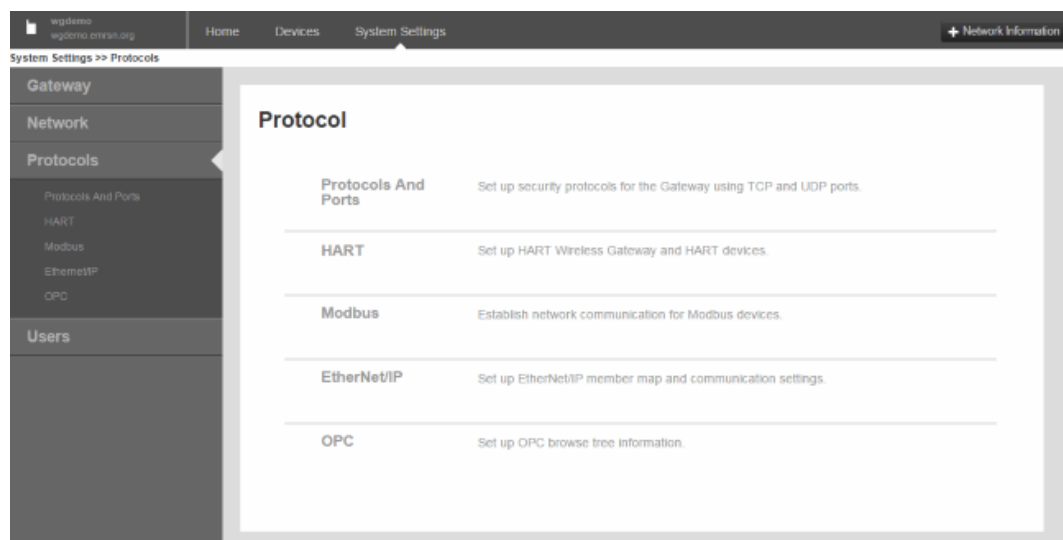 wgdemo
wgdemo.emrsn.org
Home Devices System Settings
+ Network Information
System Settings >> Protocols
Gateway
Network
Protocols
Protocols And Ports
HART
Modbus
Ethernet/IP
OPC
Users
Protocol
Protocols And
Ports
Set up security protocols for the Gateway using TCP and UDP ports.
HART
Set up HART Wireless Gateway and HART devices.
Modbus
Establish network communication for Modbus devices.
EtherNet/IP
Set up EtherNet/IP member map and communication settings.
OPC
Set up OPC browse tree information.